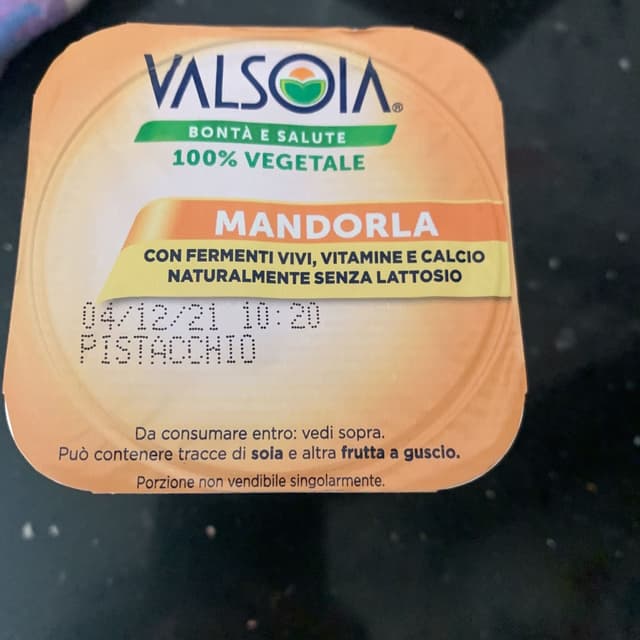 VALSOIA®
BONTÀ E SALUTE
100% VEGETALE
MANDORLA
CON FERMENTI VIVI, VITAMINE E CALCIO
NATURALMENTE SENZA LATTOSIO
04/12/21 10:20
PISTACCHIO
Da consumare entro: vedi sopra.
Può contenere tracce di soia e altra frutta a guscio.
Porzione non vendibile singolarmente.